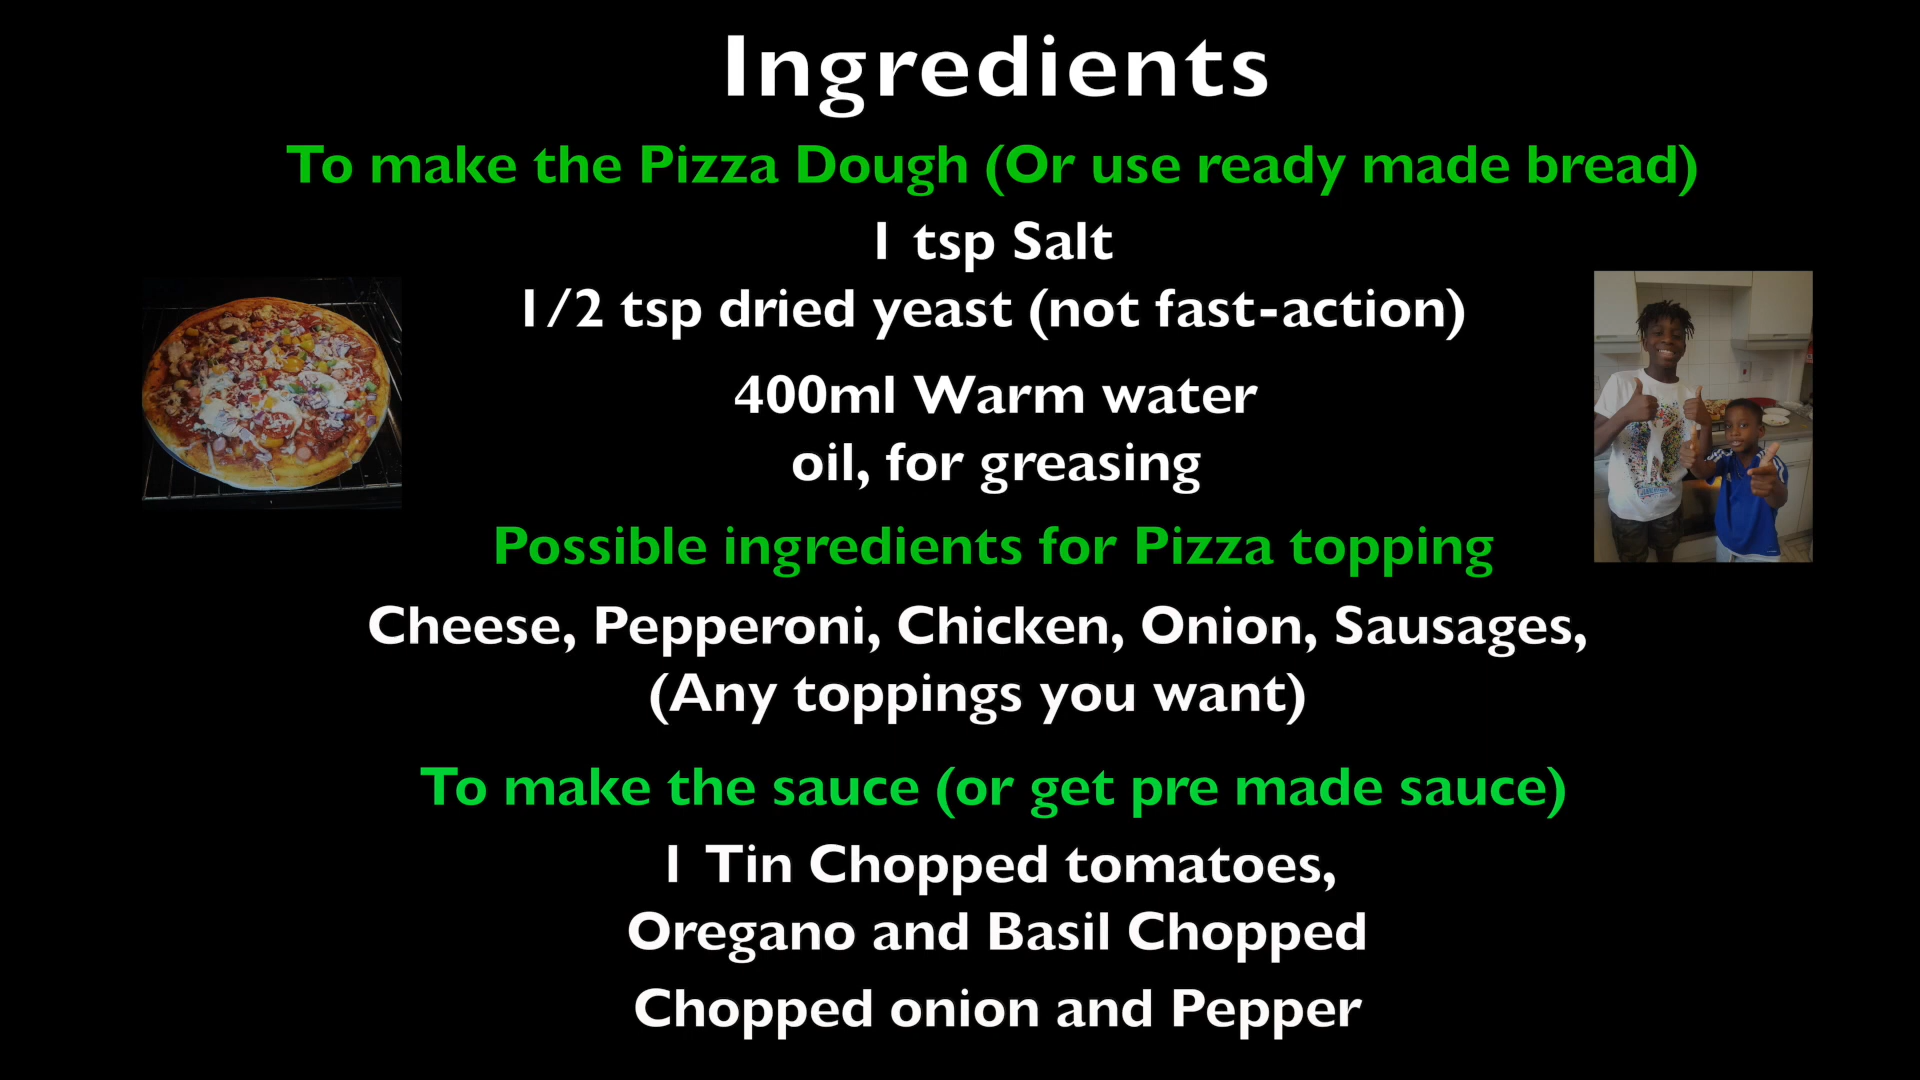 Ingredients
To make the Pizza Dough (Or use ready made bread)
1 tsp Salt
1/2 tsp dried yeast (not fast-action)
400ml Warm water
oil, for greasing
Possible ingredients for Pizza topping
Cheese, Pepperoni, Chicken, Onion, Sausages,
(Any toppings you want)
To make the sauce (or get pre made sauce)
1 Tin Chopped tomatoes,
Oregano and Basil Chopped
Chopped onion and Pepper